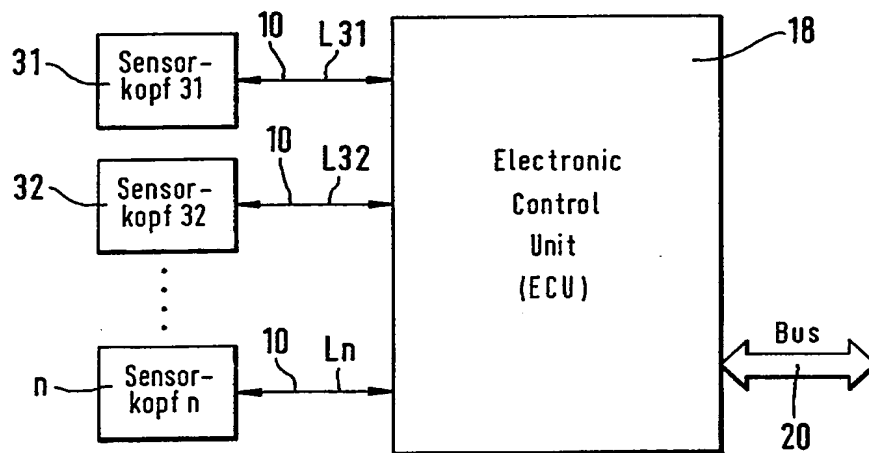 10
L31
18
31
Sensor-
kopf 31
10
L32
32
Sensor-
kopf 32
Electronic
Control
Unit
(ECU)
10
Ln
n
Sensor-
kopf n
Bus
20